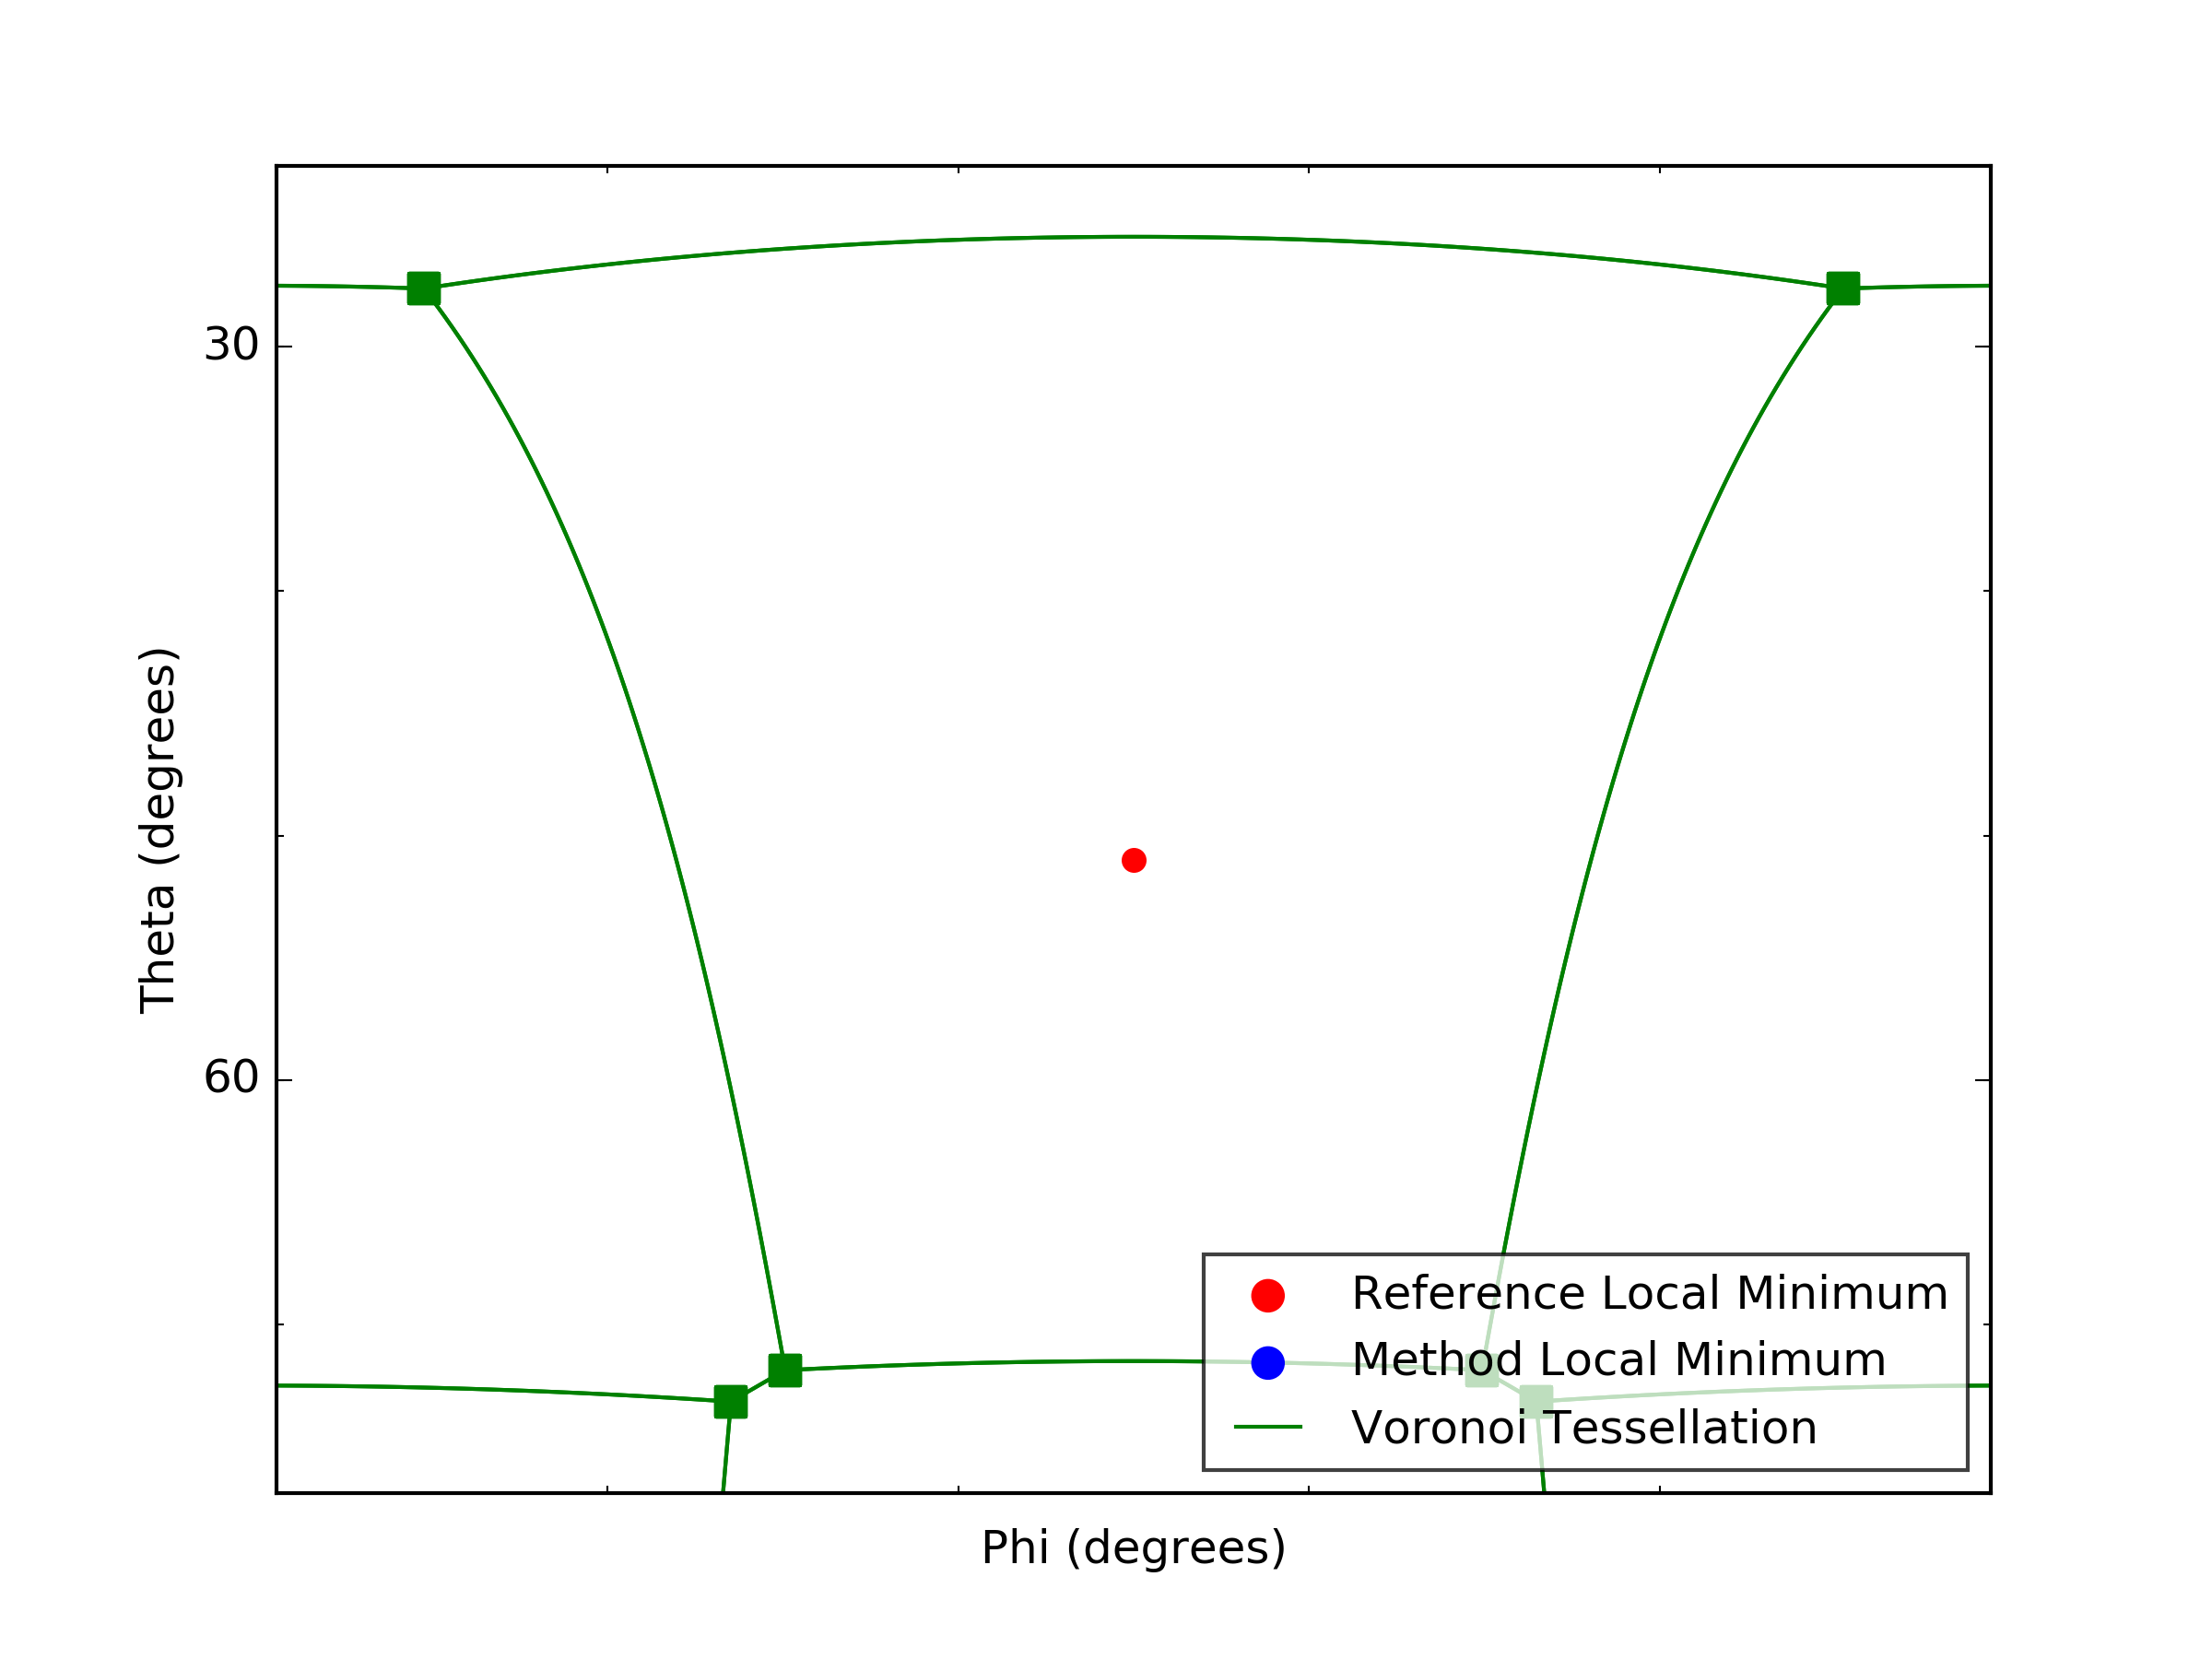 30
60
Theta (degrees)
Reference Local Minimum
Method Local Minimum
Voronoi Tessellation
Phi (degrees)